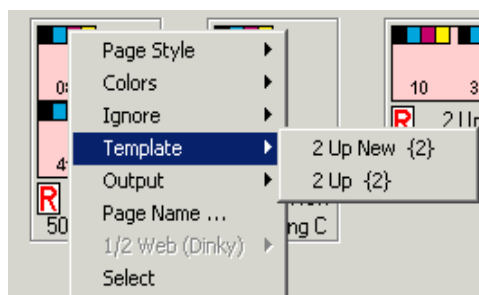 Page Style
Colors
Ignore
Template
Output
Page Name ...
1/2 Web (Dinky)
Select
2 Up New {2}
2 Up {2}
10
R
R
50
ng C